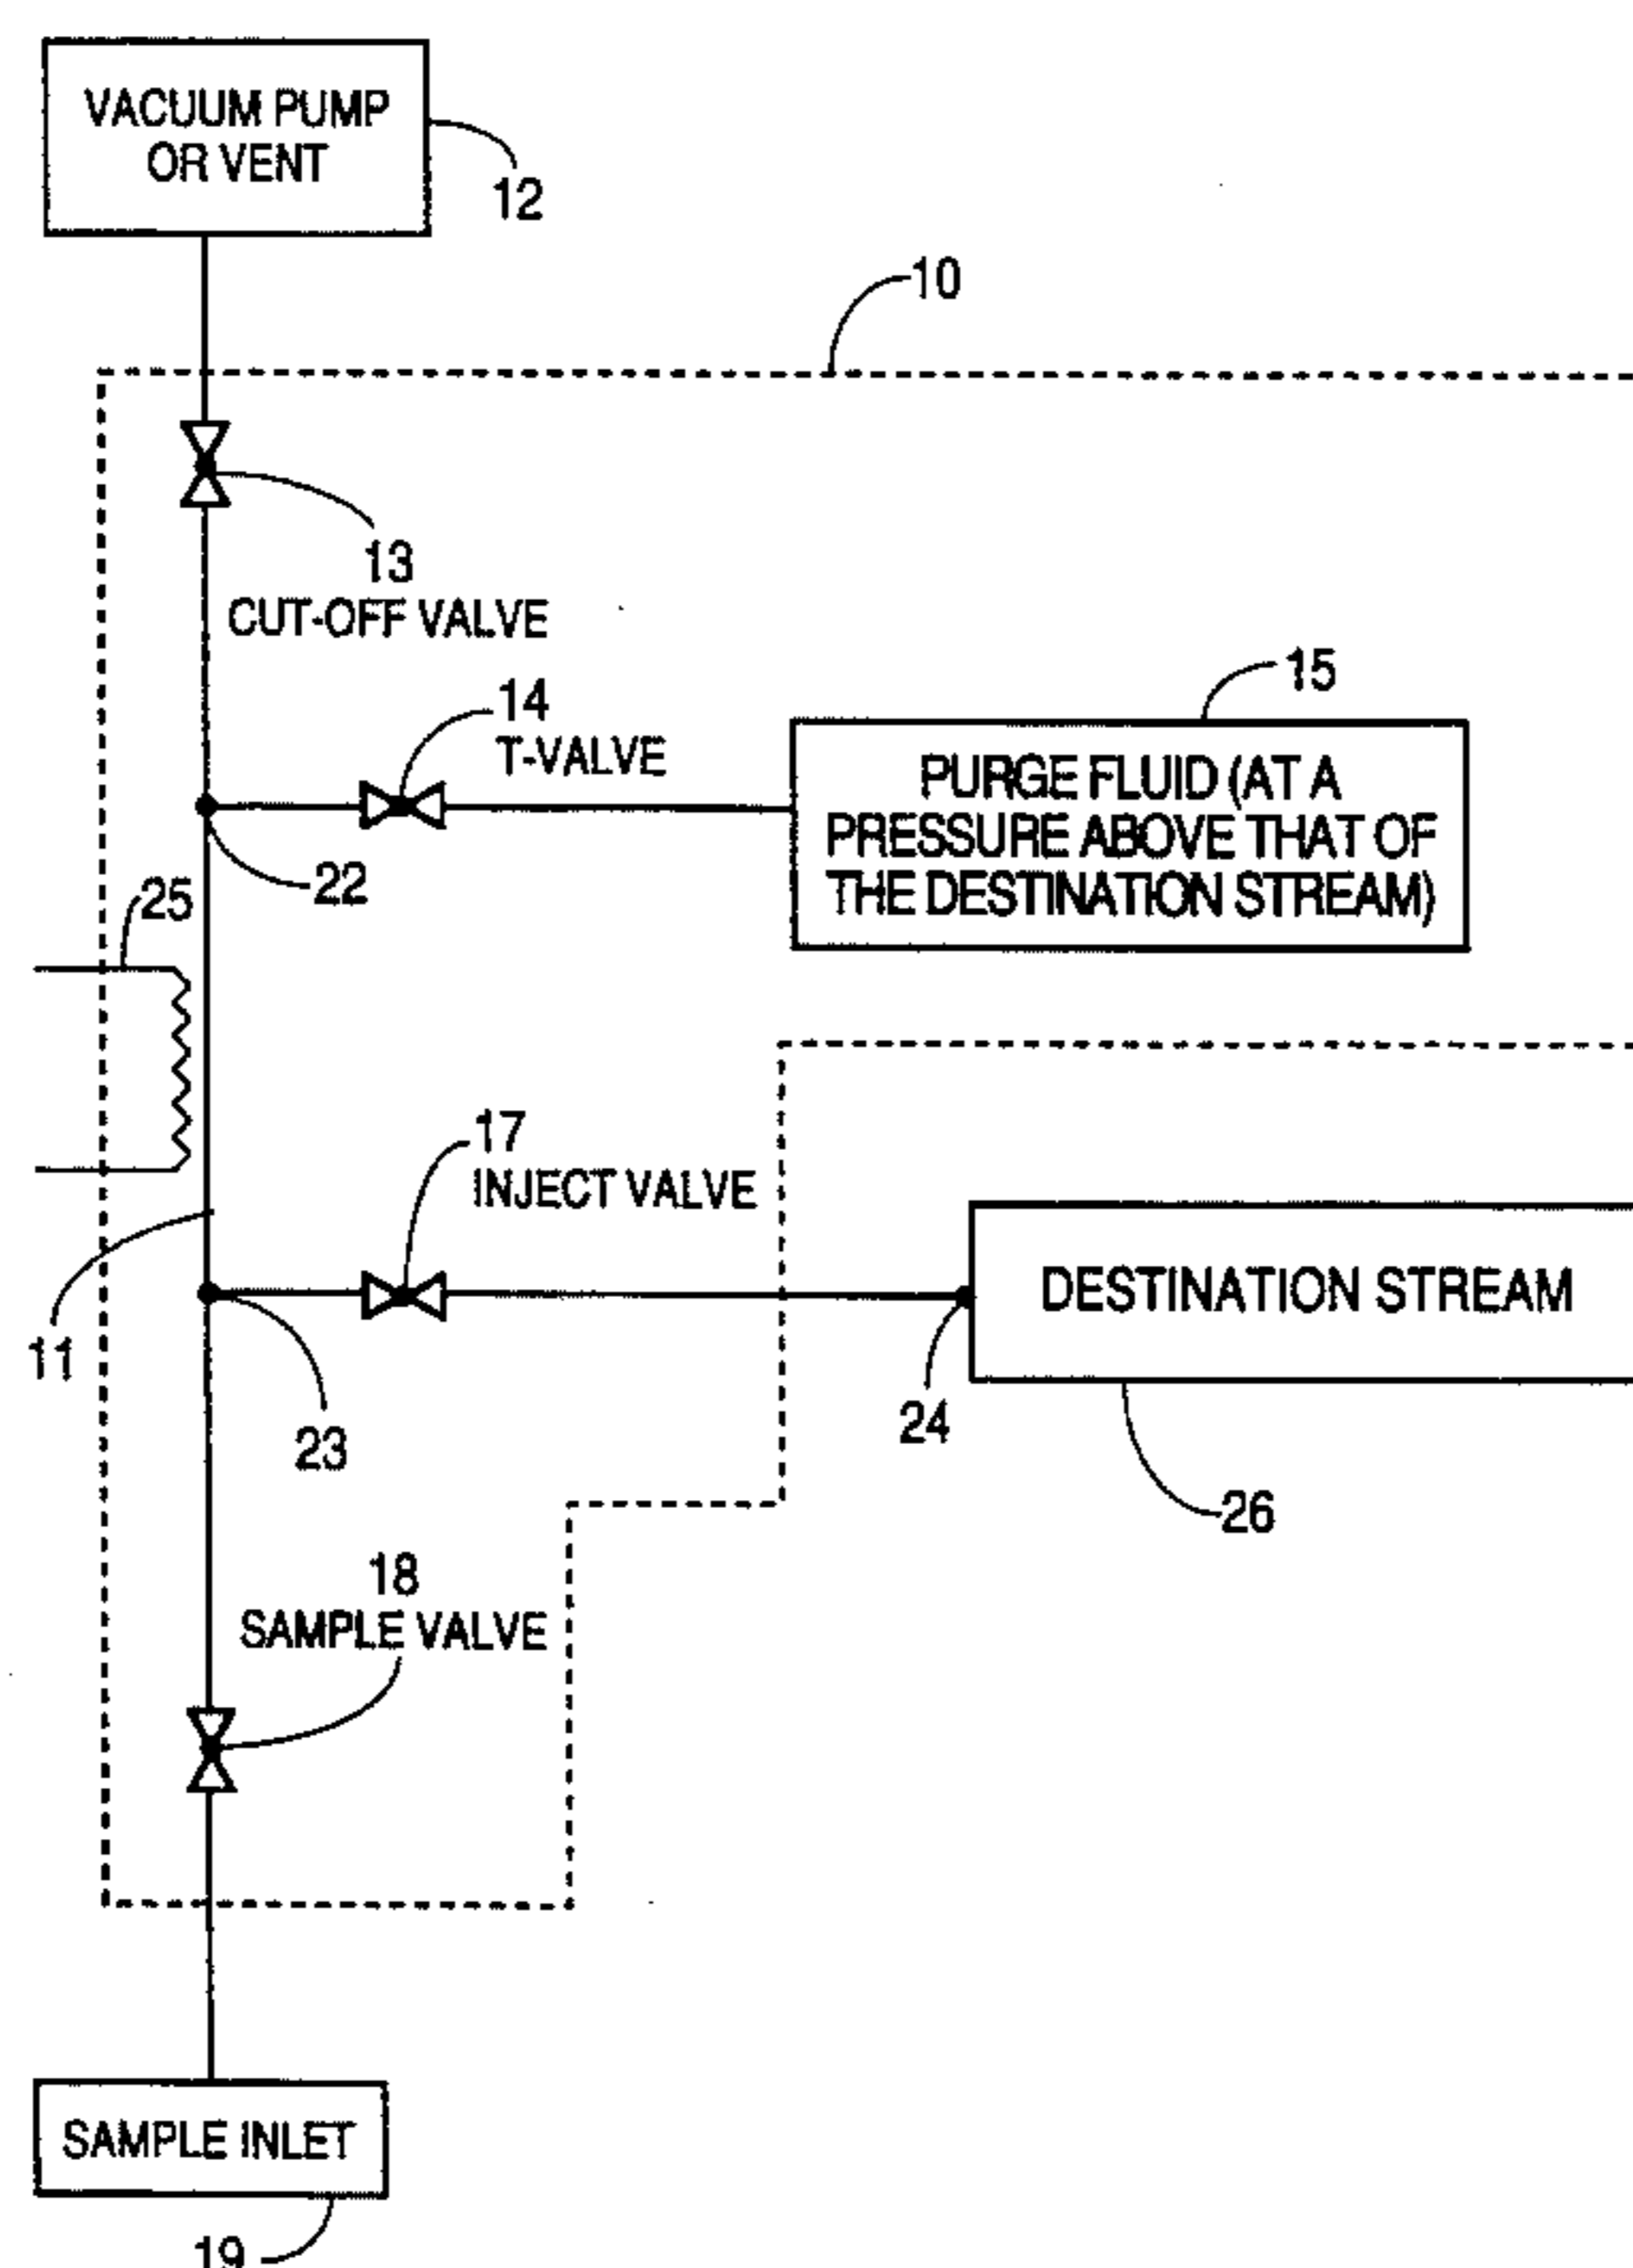 VACUUM PUMP
OR VENT
12
10
13
CUT-OFF VALVE
14
T-VALVE
15
PURGE FLUID (AT A
PRESSURE ABOVE THAT OF
THE DESTINATION STREAM)
22
25
17
INJECT VALVE
DESTINATION STREAM
11
23
24
26
18
SAMPLE VALVE
SAMPLE INLET
19